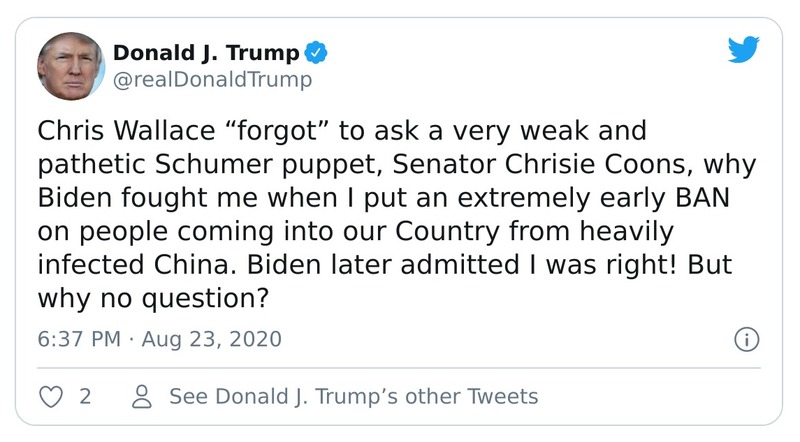 Donald J. Trump
@realDonaldTrump
Chris Wallace “forgot” to ask a very weak and
pathetic Schumer puppet, Senator Chrisie Coons, why
Biden fought me when I put an extremely early BAN
on people coming into our Country from heavily
infected China. Biden later admitted I was right! But
why no question?
6:37 PM · Aug 23, 2020
2 See Donald J. Trump’s other Tweets